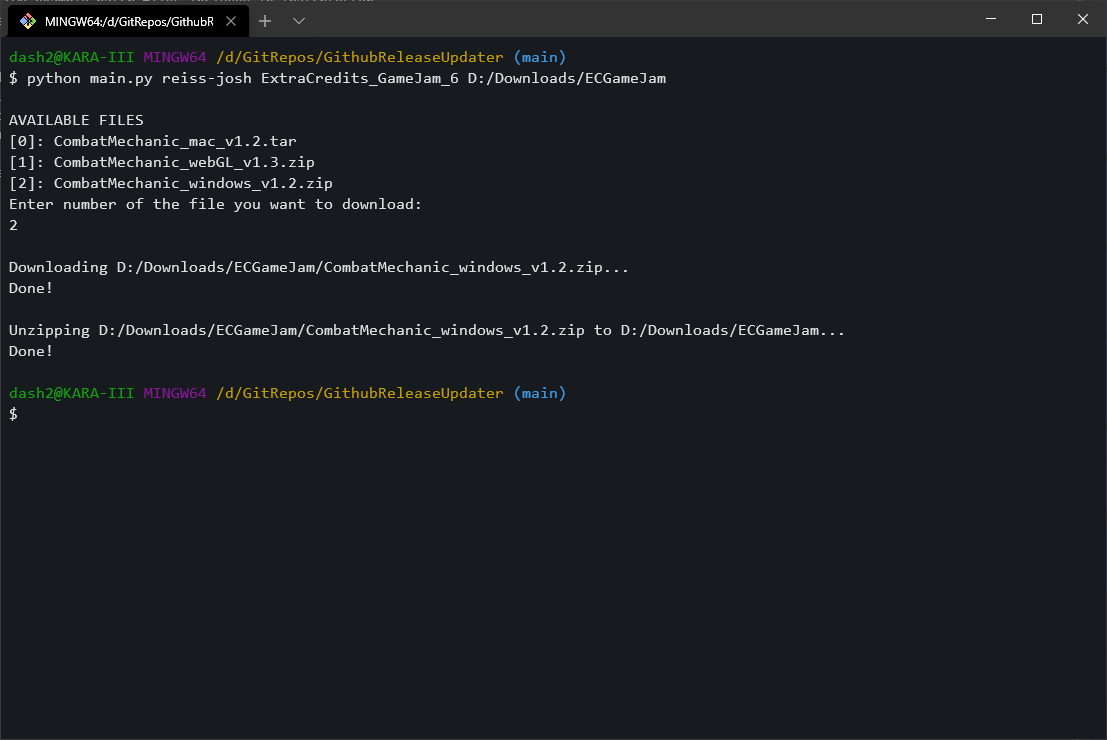 MINGW64:/d/GitRepos/GithubR
dash2@KARA-III MINGW64 /d/GitRepos/GithubReleaseUpdater (main)
$ python main.py reiss-josh ExtraCredits_GameJam_6 D:/Downloads/ECGameJam
AVAILABLE FILES
[0]: CombatMechanic_mac_v1.2.tar
[1]: CombatMechanic_webGL_v1.3.zip
[2]: CombatMechanic_windows_v1.2.zip
Enter number of the file you want to download:
2
Downloading D:/Downloads/ECGameJam/CombatMechanic_windows_v1.2.zip...
Done!
Unzipping D:/Downloads/ECGameJam/CombatMechanic_windows_v1.2.zip to D:/Downloads/ECGameJam...
Done!
dash2@KARA-III MINGW64 /d/GitRepos/GithubReleaseUpdater (main)
$